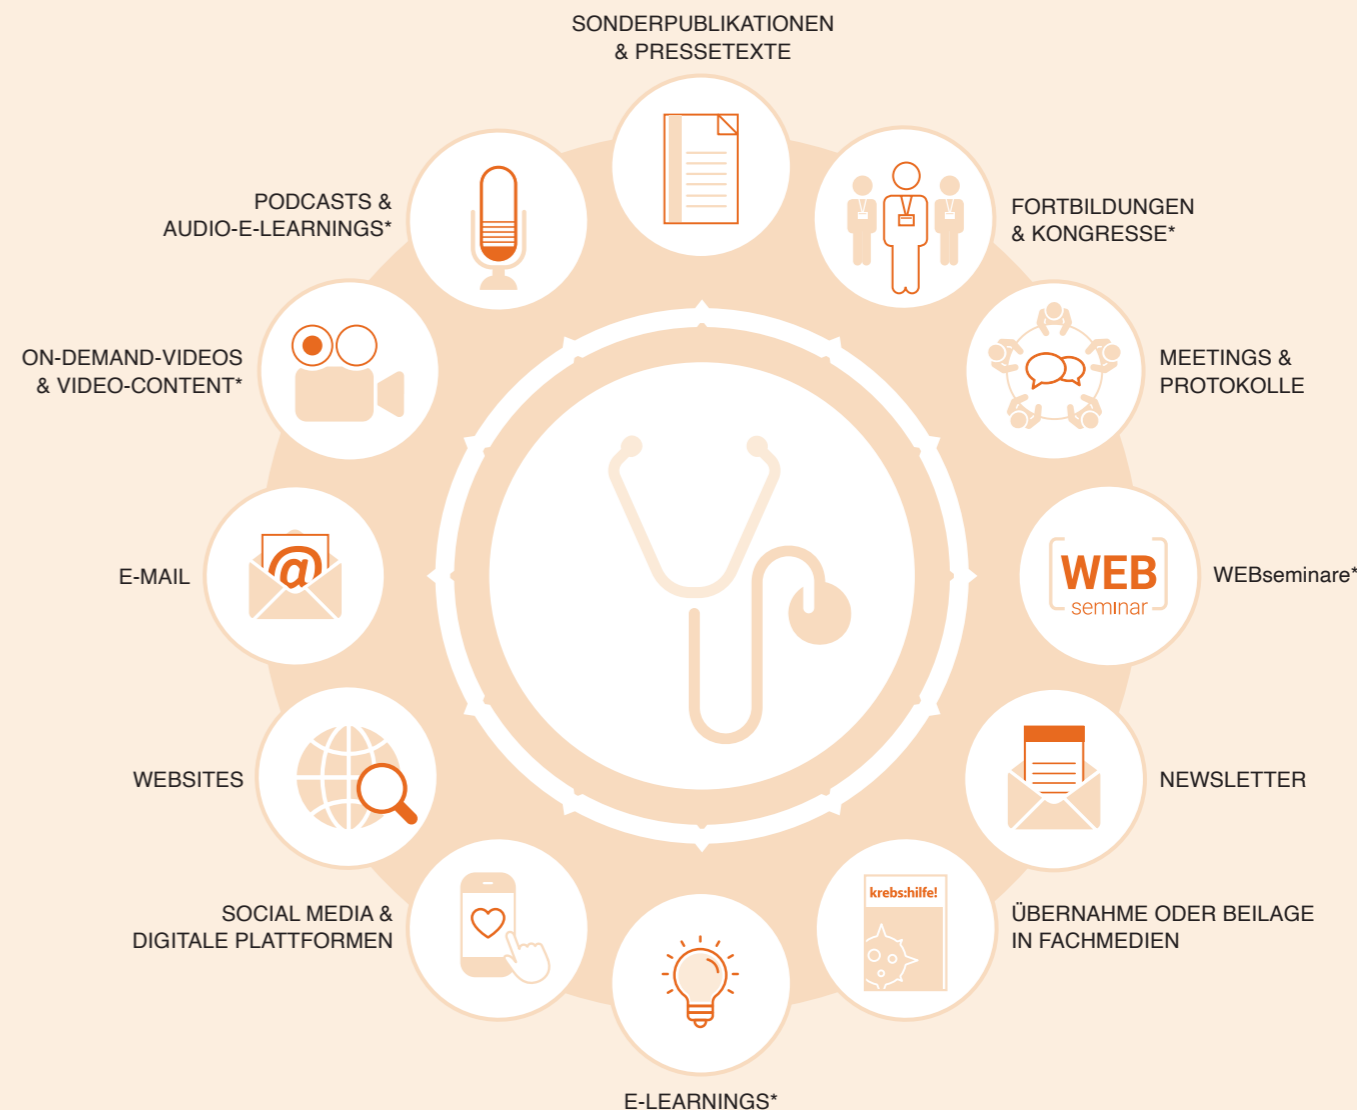 SONDERPUBLIKATIONEN
& PRESSETEXTE
FORTBILDUNGEN
& KONGRESSE*
MEETINGS &
PROTOKOLLE
WEB
seminar
WEBseminare*
NEWSLETTER
krebs:hilfe!
ÜBERNAHME ODER BEILAGE
IN FACHMEDIEN
E-LEARNINGS*
SOCIAL MEDIA &
DIGITALE PLATTFORMEN
WEBSITES
@
E-MAIL
ON-DEMAND-VIDEOS
& VIDEO-CONTENT*
PODCASTS &
AUDIO-E-LEARNINGS*